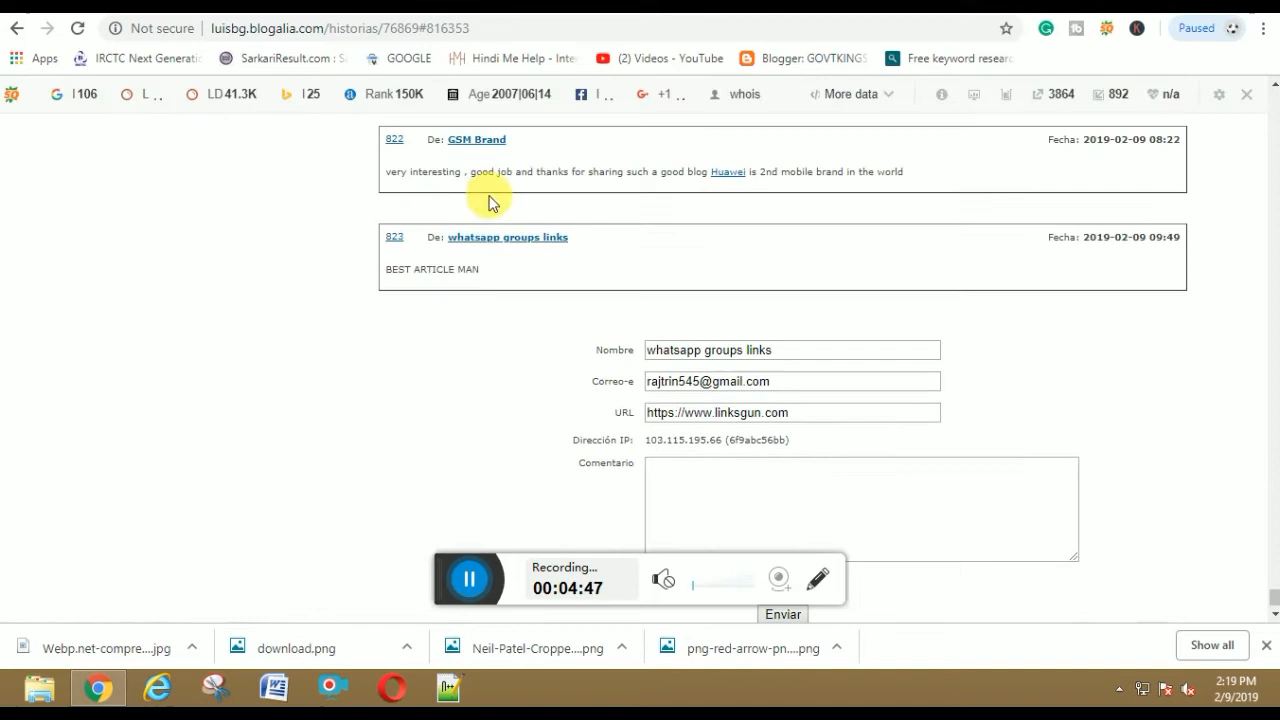 Not secure luisbg.blogalia.com/historias/76869#816353 Paused
Apps IRCTC Next Generati SarkariResult.com : S GOOGLE Hindi Me Help - Inte (2) Videos - YouTube Blogger: GOVTKINGS Free keyword resear
I 106 L .. LD 41.3K I 25 Rank 150K Age 2007|06|14 I .. +1 .. whois </> More data 3864 892 n/a
822 De: GSM Brand Fecha: 2019-02-09 08:22
very interesting , good job and thanks for sharing such a good blog Huawei is 2nd mobile brand in the world
823 De: whatsapp groups links Fecha: 2019-02-09 09:49
BEST ARTICLE MAN
Nombre whatsapp groups links
Correo-e rajtrin545@gmail.com
URL https://www.linksgun.com
Dirección IP: 103.115.195.66 (6f9abc56bb)
Comentario
Recording...
00:04:47
Enviar
Webp.net-compre....jpg download.png Neil-Patel-Croppe....png png-red-arrow-pn....png Show all
2:19 PM
2/9/2019